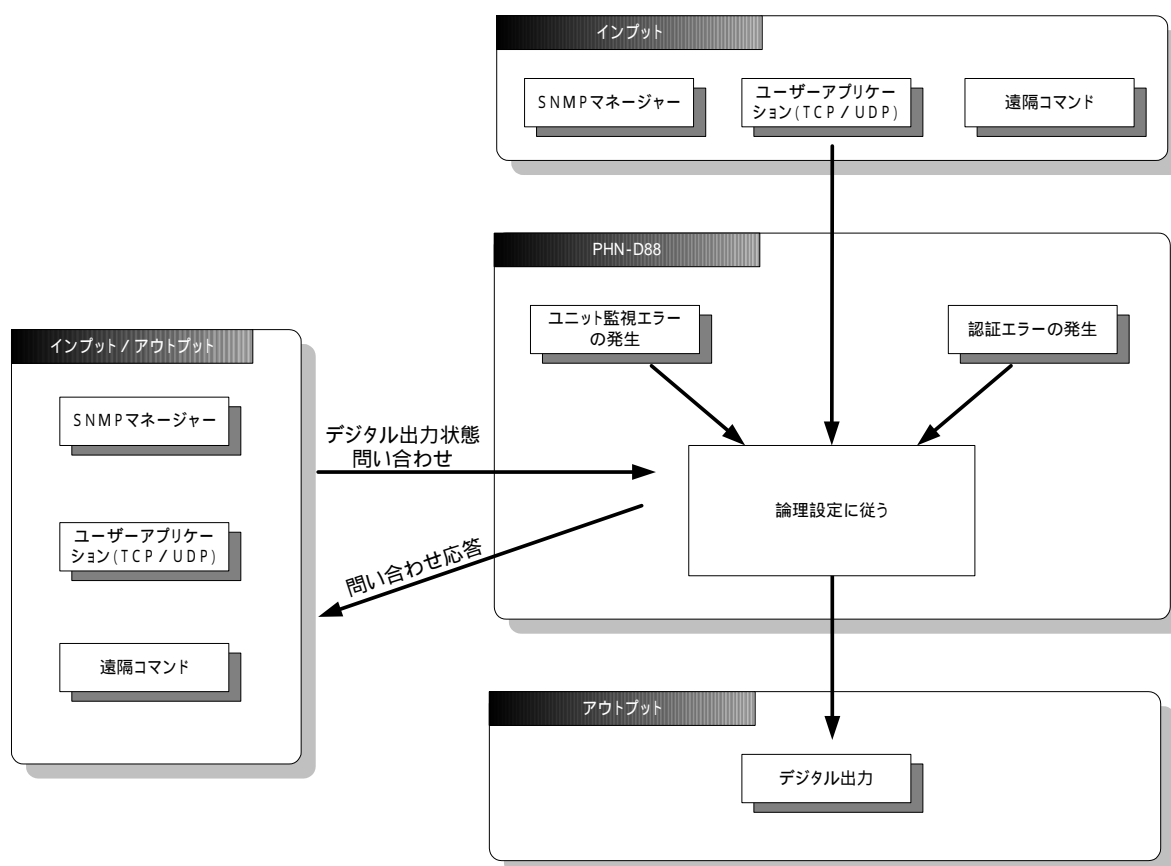 インプット
SNMPマネージャー
ユーザーアプリケー
ション(TCP/UDP)
遠隔コマンド
PHN-D88
ユニット監視エラー
の発生
認証エラーの発生
論理設定に従う
インプット/アウトプット
SNMPマネージャー
ユーザーアプリケー
ション(TCP/UDP)
遠隔コマンド
デジタル出力状態
問い合わせ
問い合わせ応答
アウトプット
デジタル出力